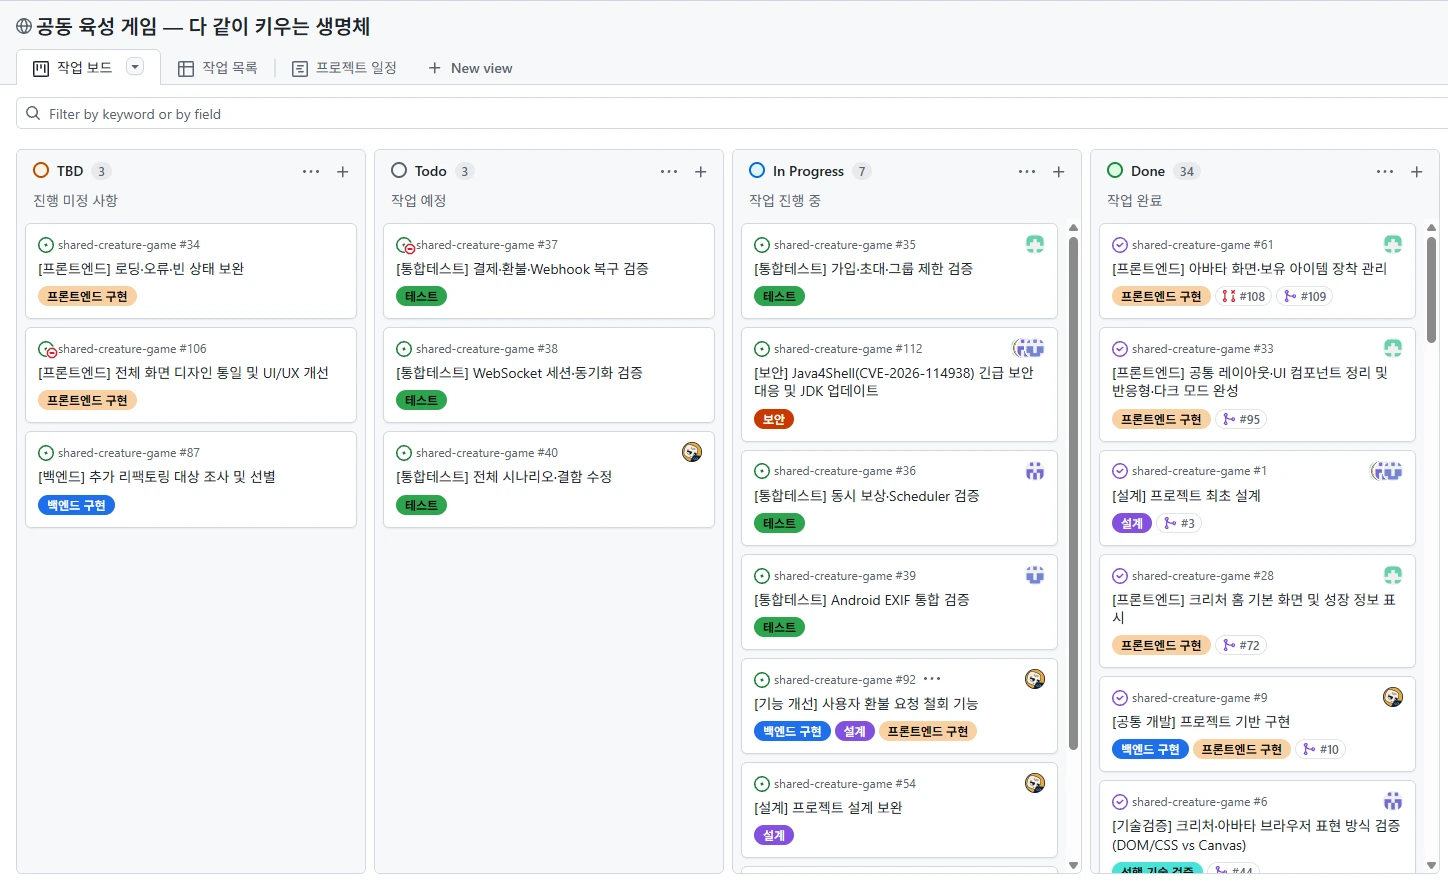 공동 육성 게임 — 다 같이 키우는 생명체
작업 보드
작업 목록
프로젝트 일정
New view
Filter by keyword or by field
TBD 3
진행 미정 사항
shared-creature-game #34
[프론트엔드] 로딩·오류·빈 상태 보완
프론트엔드 구현
shared-creature-game #106
[프론트엔드] 전체 화면 디자인 통일 및 UI/UX 개선
프론트엔드 구현
shared-creature-game #87
[백엔드] 추가 리팩토링 대상 조사 및 선별
백엔드 구현
Todo 3
작업 예정
shared-creature-game #37
[통합테스트] 결제·환불·Webhook 복구 검증
테스트
shared-creature-game #38
[통합테스트] WebSocket 세션·동기화 검증
테스트
shared-creature-game #40
[통합테스트] 전체 시나리오·결함 수정
테스트
In Progress 7
작업 진행 중
shared-creature-game #35
[통합테스트] 가입·초대·그룹 제한 검증
테스트
shared-creature-game #112
[보안] Java4Shell(CVE-2026-114938) 긴급 보안
대응 및 JDK 업데이트
보안
shared-creature-game #36
[통합테스트] 동시 보상·Scheduler 검증
테스트
shared-creature-game #39
[통합테스트] Android EXIF 통합 검증
테스트
shared-creature-game #92
[기능 개선] 사용자 환불 요청 철회 기능
백엔드 구현 설계 프론트엔드 구현
shared-creature-game #54
[설계] 프로젝트 설계 보완
설계
Done 34
작업 완료
shared-creature-game #61
[프론트엔드] 아바타 화면·보유 아이템 장착 관리
프론트엔드 구현 #108 #109
shared-creature-game #33
[프론트엔드] 공통 레이아웃·UI 컴포넌트 정리 및
반응형·다크 모드 완성
프론트엔드 구현 #95
shared-creature-game #1
[설계] 프로젝트 최초 설계
설계 #3
shared-creature-game #28
[프론트엔드] 크리처 홈 기본 화면 및 성장 정보 표
시
프론트엔드 구현 #72
shared-creature-game #9
[공통 개발] 프로젝트 기반 구현
백엔드 구현 프론트엔드 구현 #10
shared-creature-game #6
[기술검증] 크리처·아바타 브라우저 표현 방식 검증
(DOM/CSS vs Canvas)
선행 기술 검증 #44